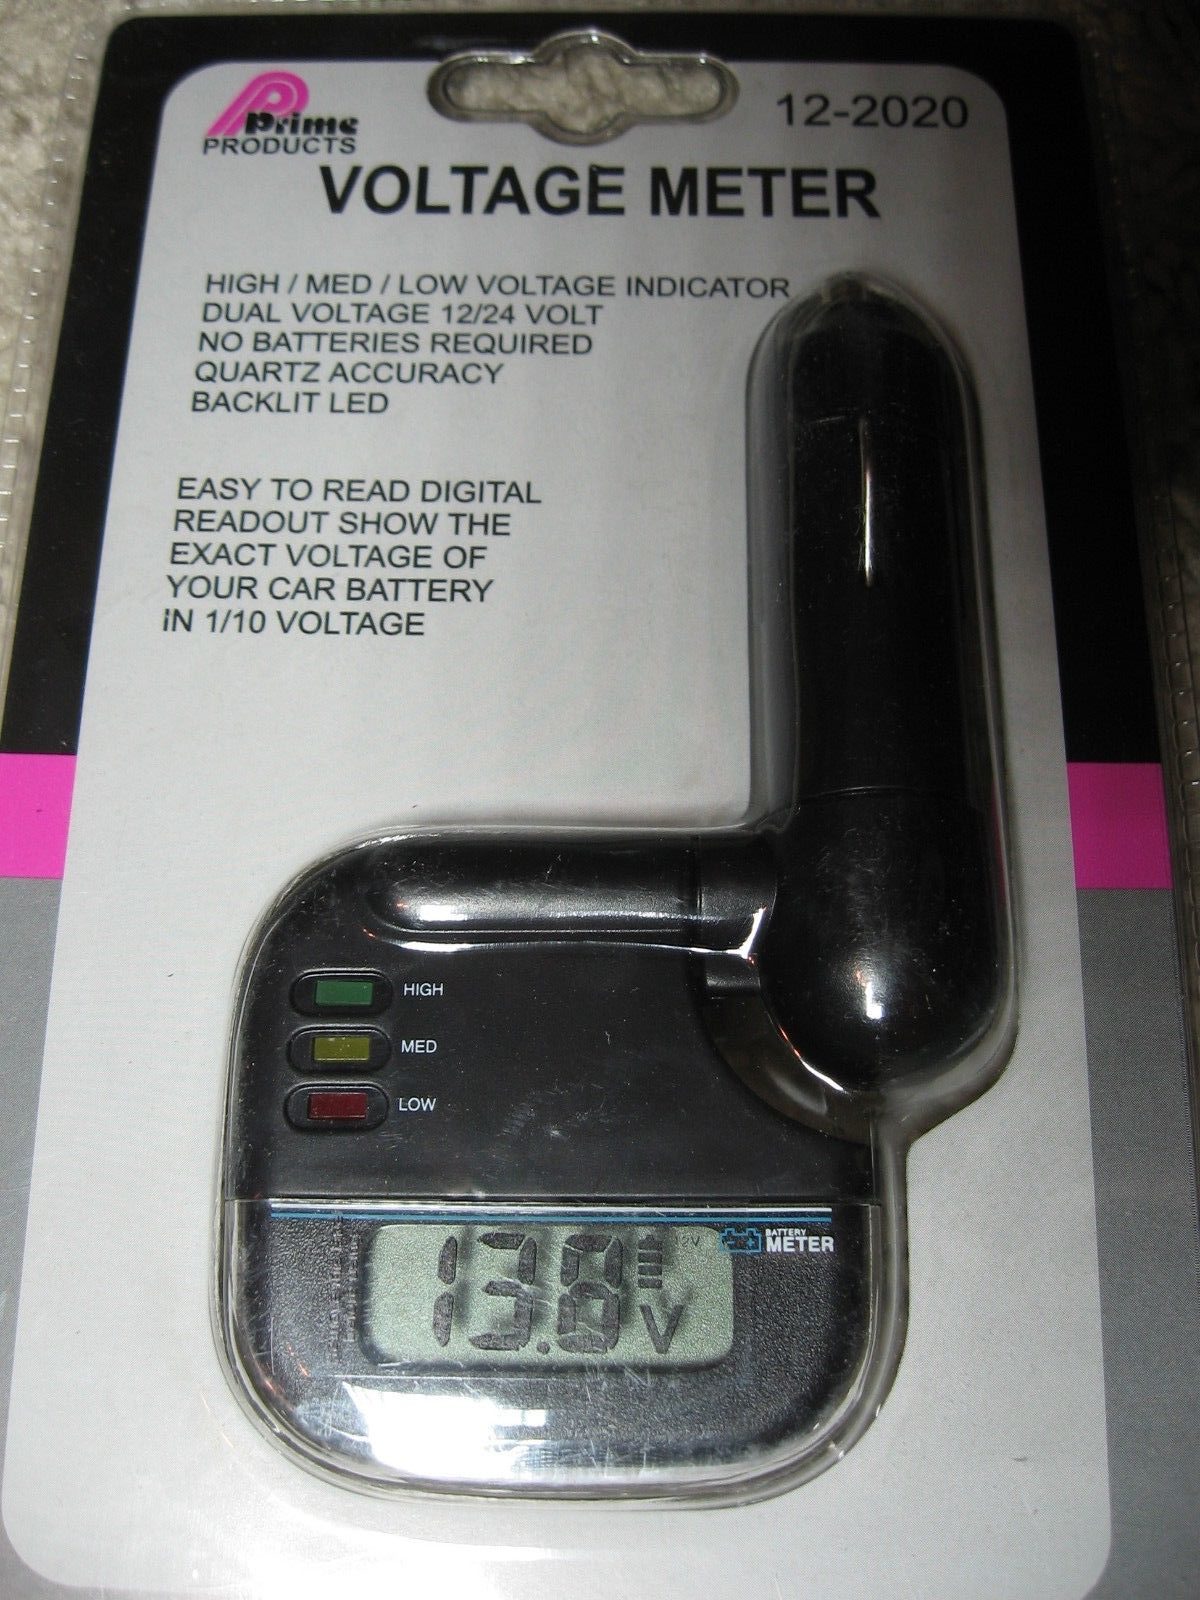 Prime
PRODUCTS
12-2020
VOLTAGE METER
HIGH / MED / LOW VOLTAGE INDICATOR
DUAL VOLTAGE 12/24 VOLT
NO BATTERIES REQUIRED
QUARTZ ACCURACY
BACKLIT LED
EASY TO READ DIGITAL
READOUT SHOW THE
EXACT VOLTAGE OF
YOUR CAR BATTERY
IN 1/10 VOLTAGE
HIGH
MED
LOW
13.8
V
12V
BATTERY
METER